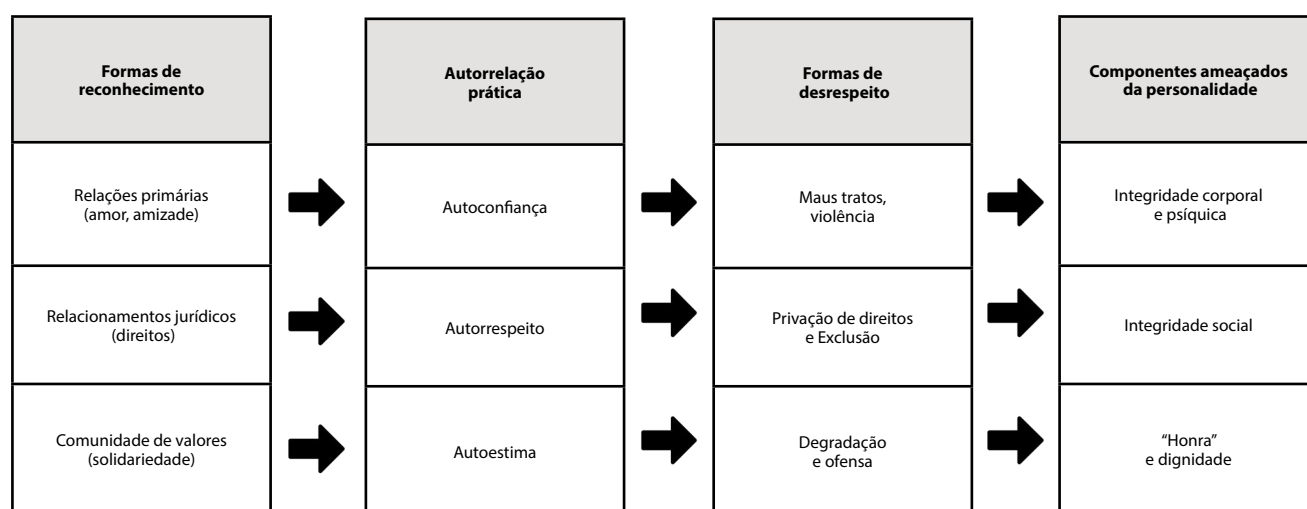 Formas de
reconhecimento
Autorrelação
prática
Formas de
desrespeito
Componentes ameaçados
da personalidade
Relações primárias
(amor, amizade)
Autoconfiança
Maus tratos,
violência
Integridade corporal
e psíquica
Relacionamentos jurídicos
(direitos)
Autorrespeito
Privação de direitos
e Exclusão
Integridade social
Comunidade de valores
(solidariedade)
Autoestima
Degradação
e ofensa
“Honra”
e dignidade